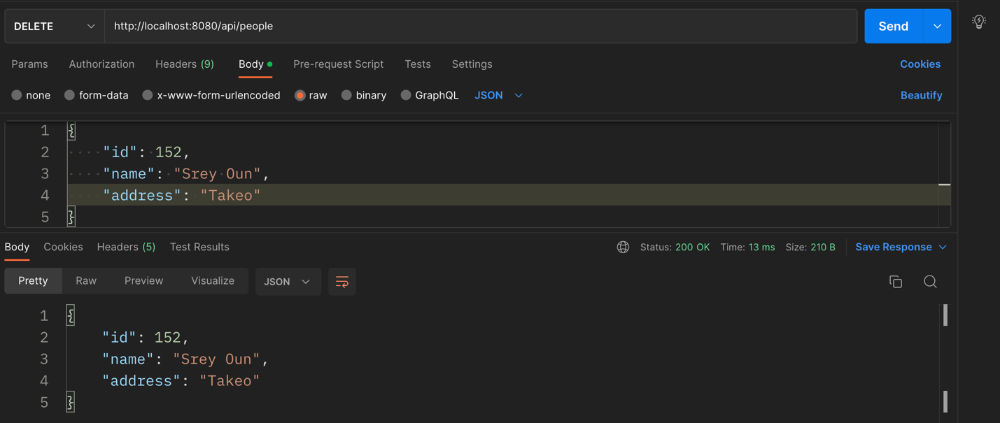 DELETE http://localhost:8080/api/people Send
Params Authorization Headers (9) Body Pre-request Script Tests Settings Cookies
none form-data x-www-form-urlencoded raw binary GraphQL JSON Beautify
1 {
2 "id": 152,
3 "name": "Srey Oun",
4 "address": "Takeo"
5 }
Body Cookies Headers (5) Test Results Status: 200 OK Time: 13 ms Size: 210 B Save Response
Pretty Raw Preview Visualize JSON
1 {
2 "id": 152,
3 "name": "Srey Oun",
4 "address": "Takeo"
5 }